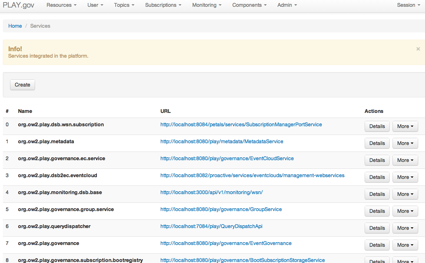 PLAY.gov Resources User Topics Subscriptions Monitoring Components Admin Session
Home / Services
Info!
Services integrated in the platform.
×
Create
# Name URL Actions
0 org.ow2.play.dsb.wsn.subscription http://localhost:8084/petals/services/SubscriptionManagerPortService Details More
1 org.ow2.play.metadata http://localhost:8080/play/metadata/MetadataService Details More
2 org.ow2.play.governance.ec.service http://localhost:8080/play/governance/EventCloudService Details More
3 org.ow2.play.dsb2ec.eventcloud http://localhost:8082/proactive/services/eventclouds/management-webservices Details More
4 org.ow2.play.monitoring.dsb.base http://localhost:3000/api/v1/monitoring/wsn/ Details More
5 org.ow2.play.governance.group.service http://localhost:8080/play/governance/GroupService Details More
6 org.ow2.play.querydispatcher http://localhost:7084/play/QueryDispatchApi Details More
7 org.ow2.play.governance http://localhost:8080/play/governance/EventGovernance Details More
8 org.ow2.play.governance.subscription.bootregistry http://localhost:8080/play/governance/BootSubscriptionStorageService Details More